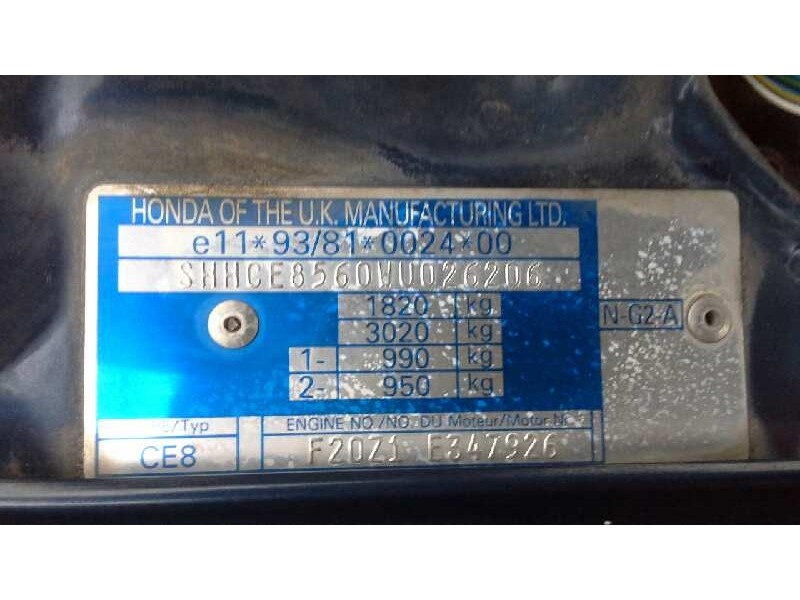 HONDA OF THE U.K. MANUFACTURING LTD.
e11*93/81*0024*00
SHHCE8560WU026206
1820 kg
3020 kg
N-G2-A
1- 990 kg
2- 950 kg
/Typ
ENGINE NO/NO. DU Moteur/Motor Nr
CE8
F20Z1 E347926